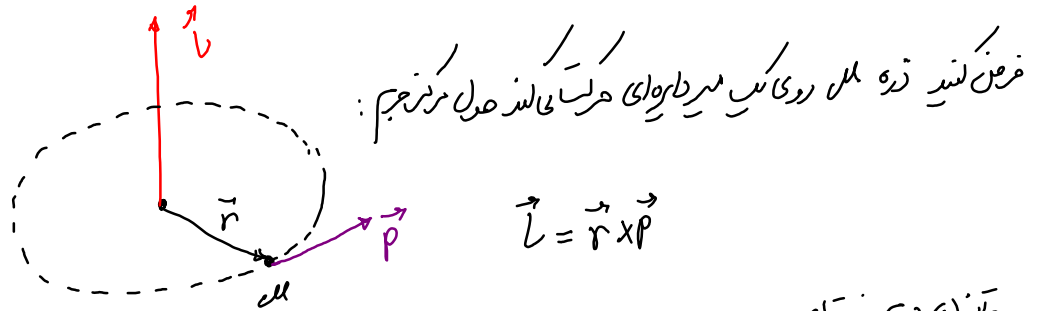 فرض کنید ذره μ روی یک مسیر دایره‌ای حرکت می‌کند حول مرکز جرم :
L⃗
r⃗
P⃗
μ
L⃗ = r⃗ × P⃗